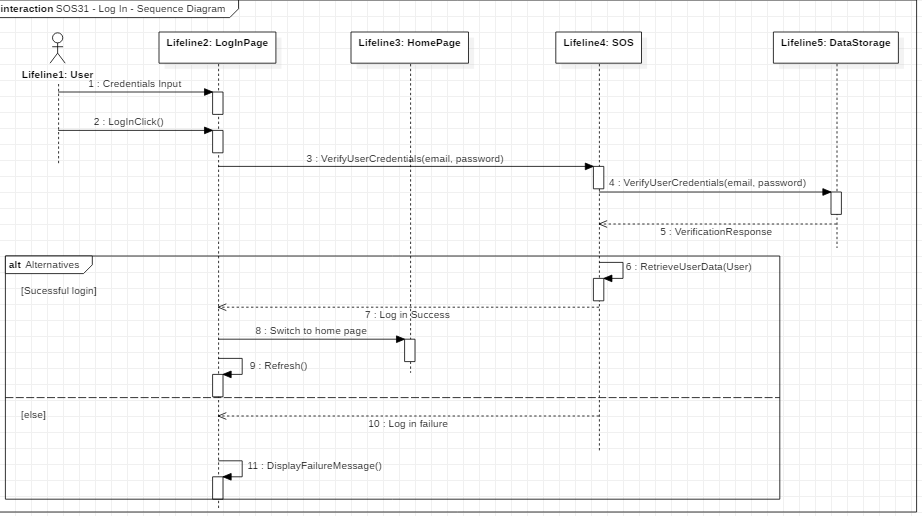 interaction SOS31 - Log In - Sequence Diagram
Lifeline1: User
Lifeline2: LogInPage
Lifeline3: HomePage
Lifeline4: SOS
Lifeline5: DataStorage
1 : Credentials Input
2 : LogInClick()
3 : VerifyUserCredentials(email, password)
4 : VerifyUserCredentials(email, password)
5 : VerificationResponse
alt Alternatives
6 : RetrieveUserData(User)
[Sucessful login]
7 : Log in Success
8 : Switch to home page
9 : Refresh()
[else]
10 : Log in failure
11 : DisplayFailureMessage()